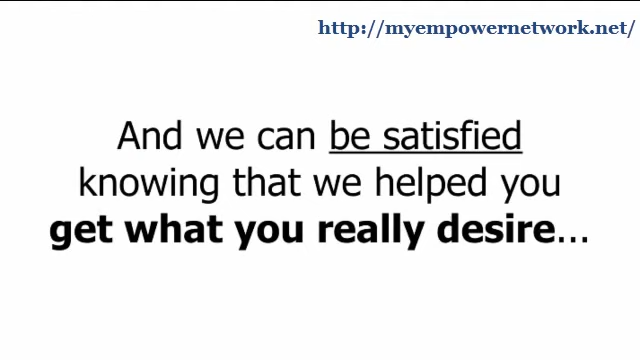 http://myempowernetwork.net/
And we can be satisfied
knowing that we helped you
get what you really desire...